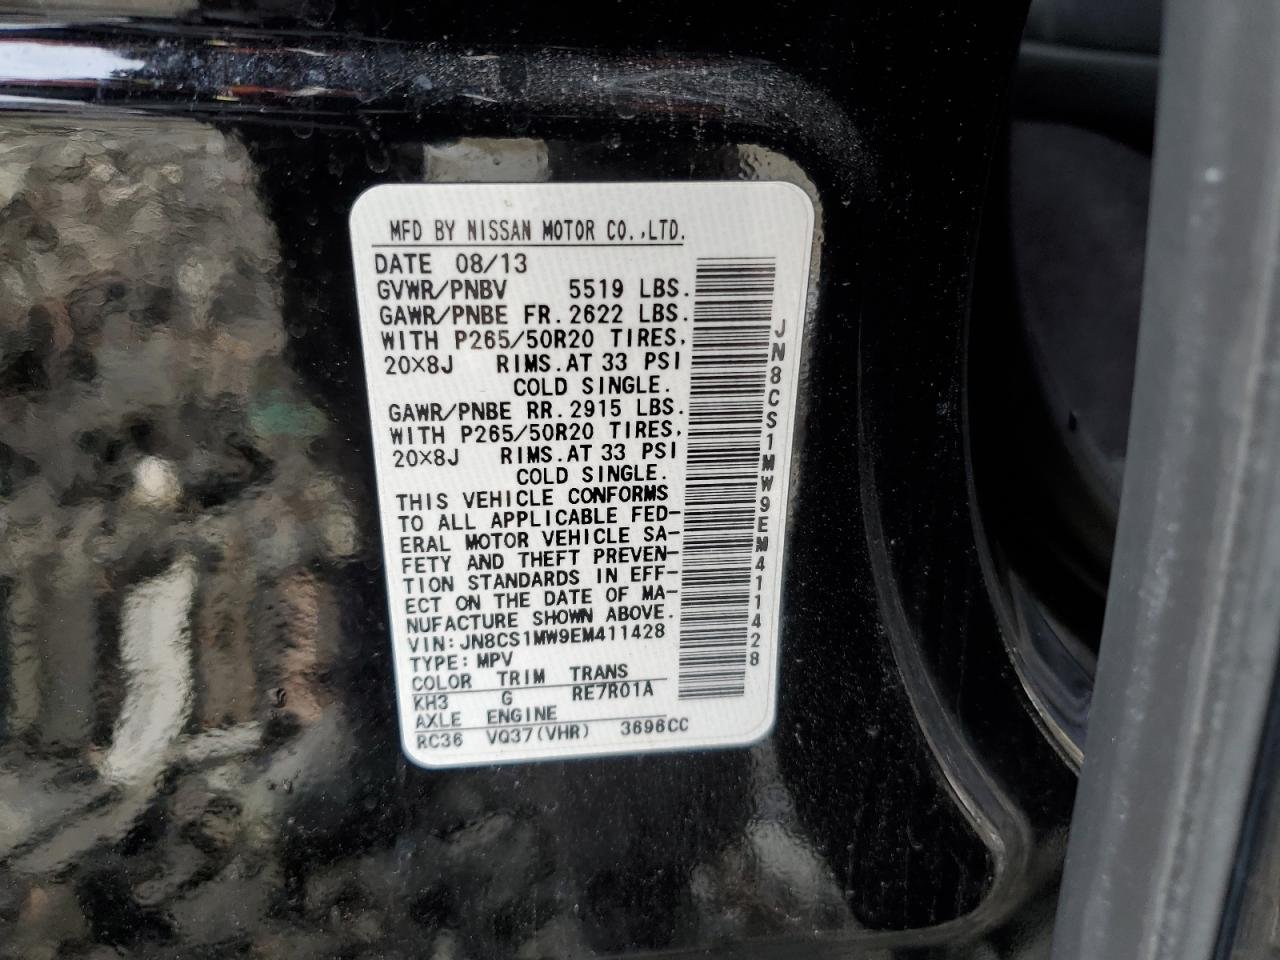 MFD BY NISSAN MOTOR CO.,LTD.
DATE 08/13
GVWR/PNBV 5519 LBS.
GAWR/PNBE FR. 2622 LBS.
WITH P265/50R20 TIRES,
20×8J RIMS. AT 33 PSI
COLD SINGLE.
GAWR/PNBE RR. 2915 LBS.
WITH P265/50R20 TIRES,
20×8J RIMS. AT 33 PSI
COLD SINGLE.
THIS VEHICLE CONFORMS
TO ALL APPLICABLE FED-
ERAL MOTOR VEHICLE SA-
FETY AND THEFT PREVEN-
TION STANDARDS IN EFF-
ECT ON THE DATE OF MA-
NUFACTURE SHOWN ABOVE.
VIN: JN8CS1MW9EM411428
TYPE: MPV
COLOR TRIM TRANS
KH3 G RE7R01A
AXLE ENGINE
RC36 VQ37(VHR) 3696CC
JN8CS1MW9EM411428